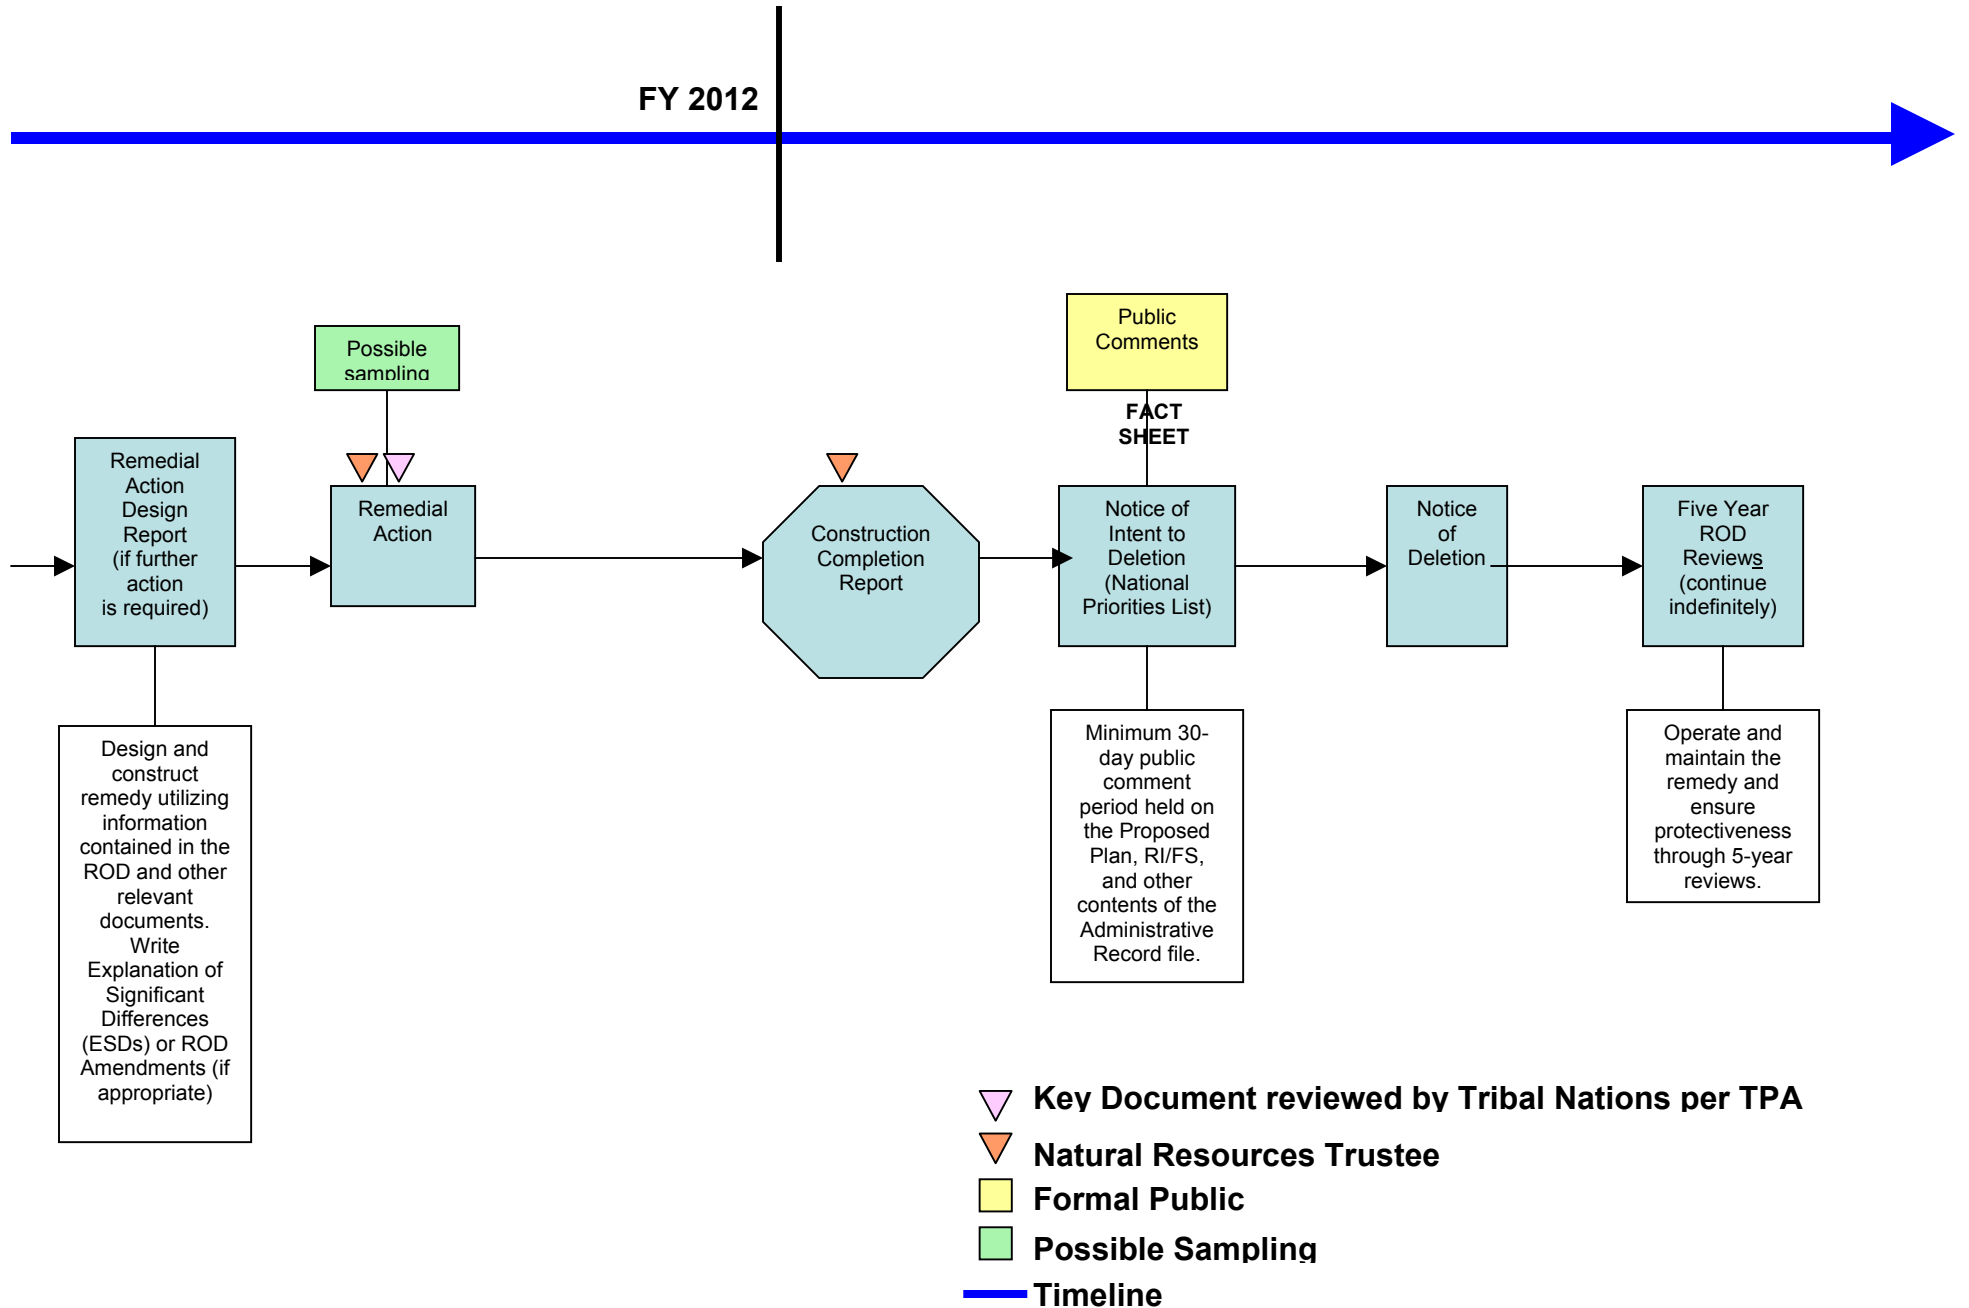 FY 2012
Possible
sampling
Public
Comments
FACT
SHEET
Remedial
Action
Design
Report
(if further
action
is required)
Remedial
Action
Construction
Completion
Report
Notice of
Intent to
Deletion
(National
Priorities List)
Notice
of
Deletion
Five Year
ROD
Reviews
(continue
indefinitely)
Design and
construct
remedy utilizing
information
contained in the
ROD and other
relevant
documents.
Write
Explanation of
Significant
Differences
(ESDs) or ROD
Amendments (if
appropriate)
Minimum 30-
day public
comment
period held on
the Proposed
Plan, RI/FS,
and other
contents of the
Administrative
Record file.
Operate and
maintain the
remedy and
ensure
protectiveness
through 5-year
reviews.
Key Document reviewed by Tribal Nations per TPA
Natural Resources Trustee
Formal Public
Possible Sampling
Timeline